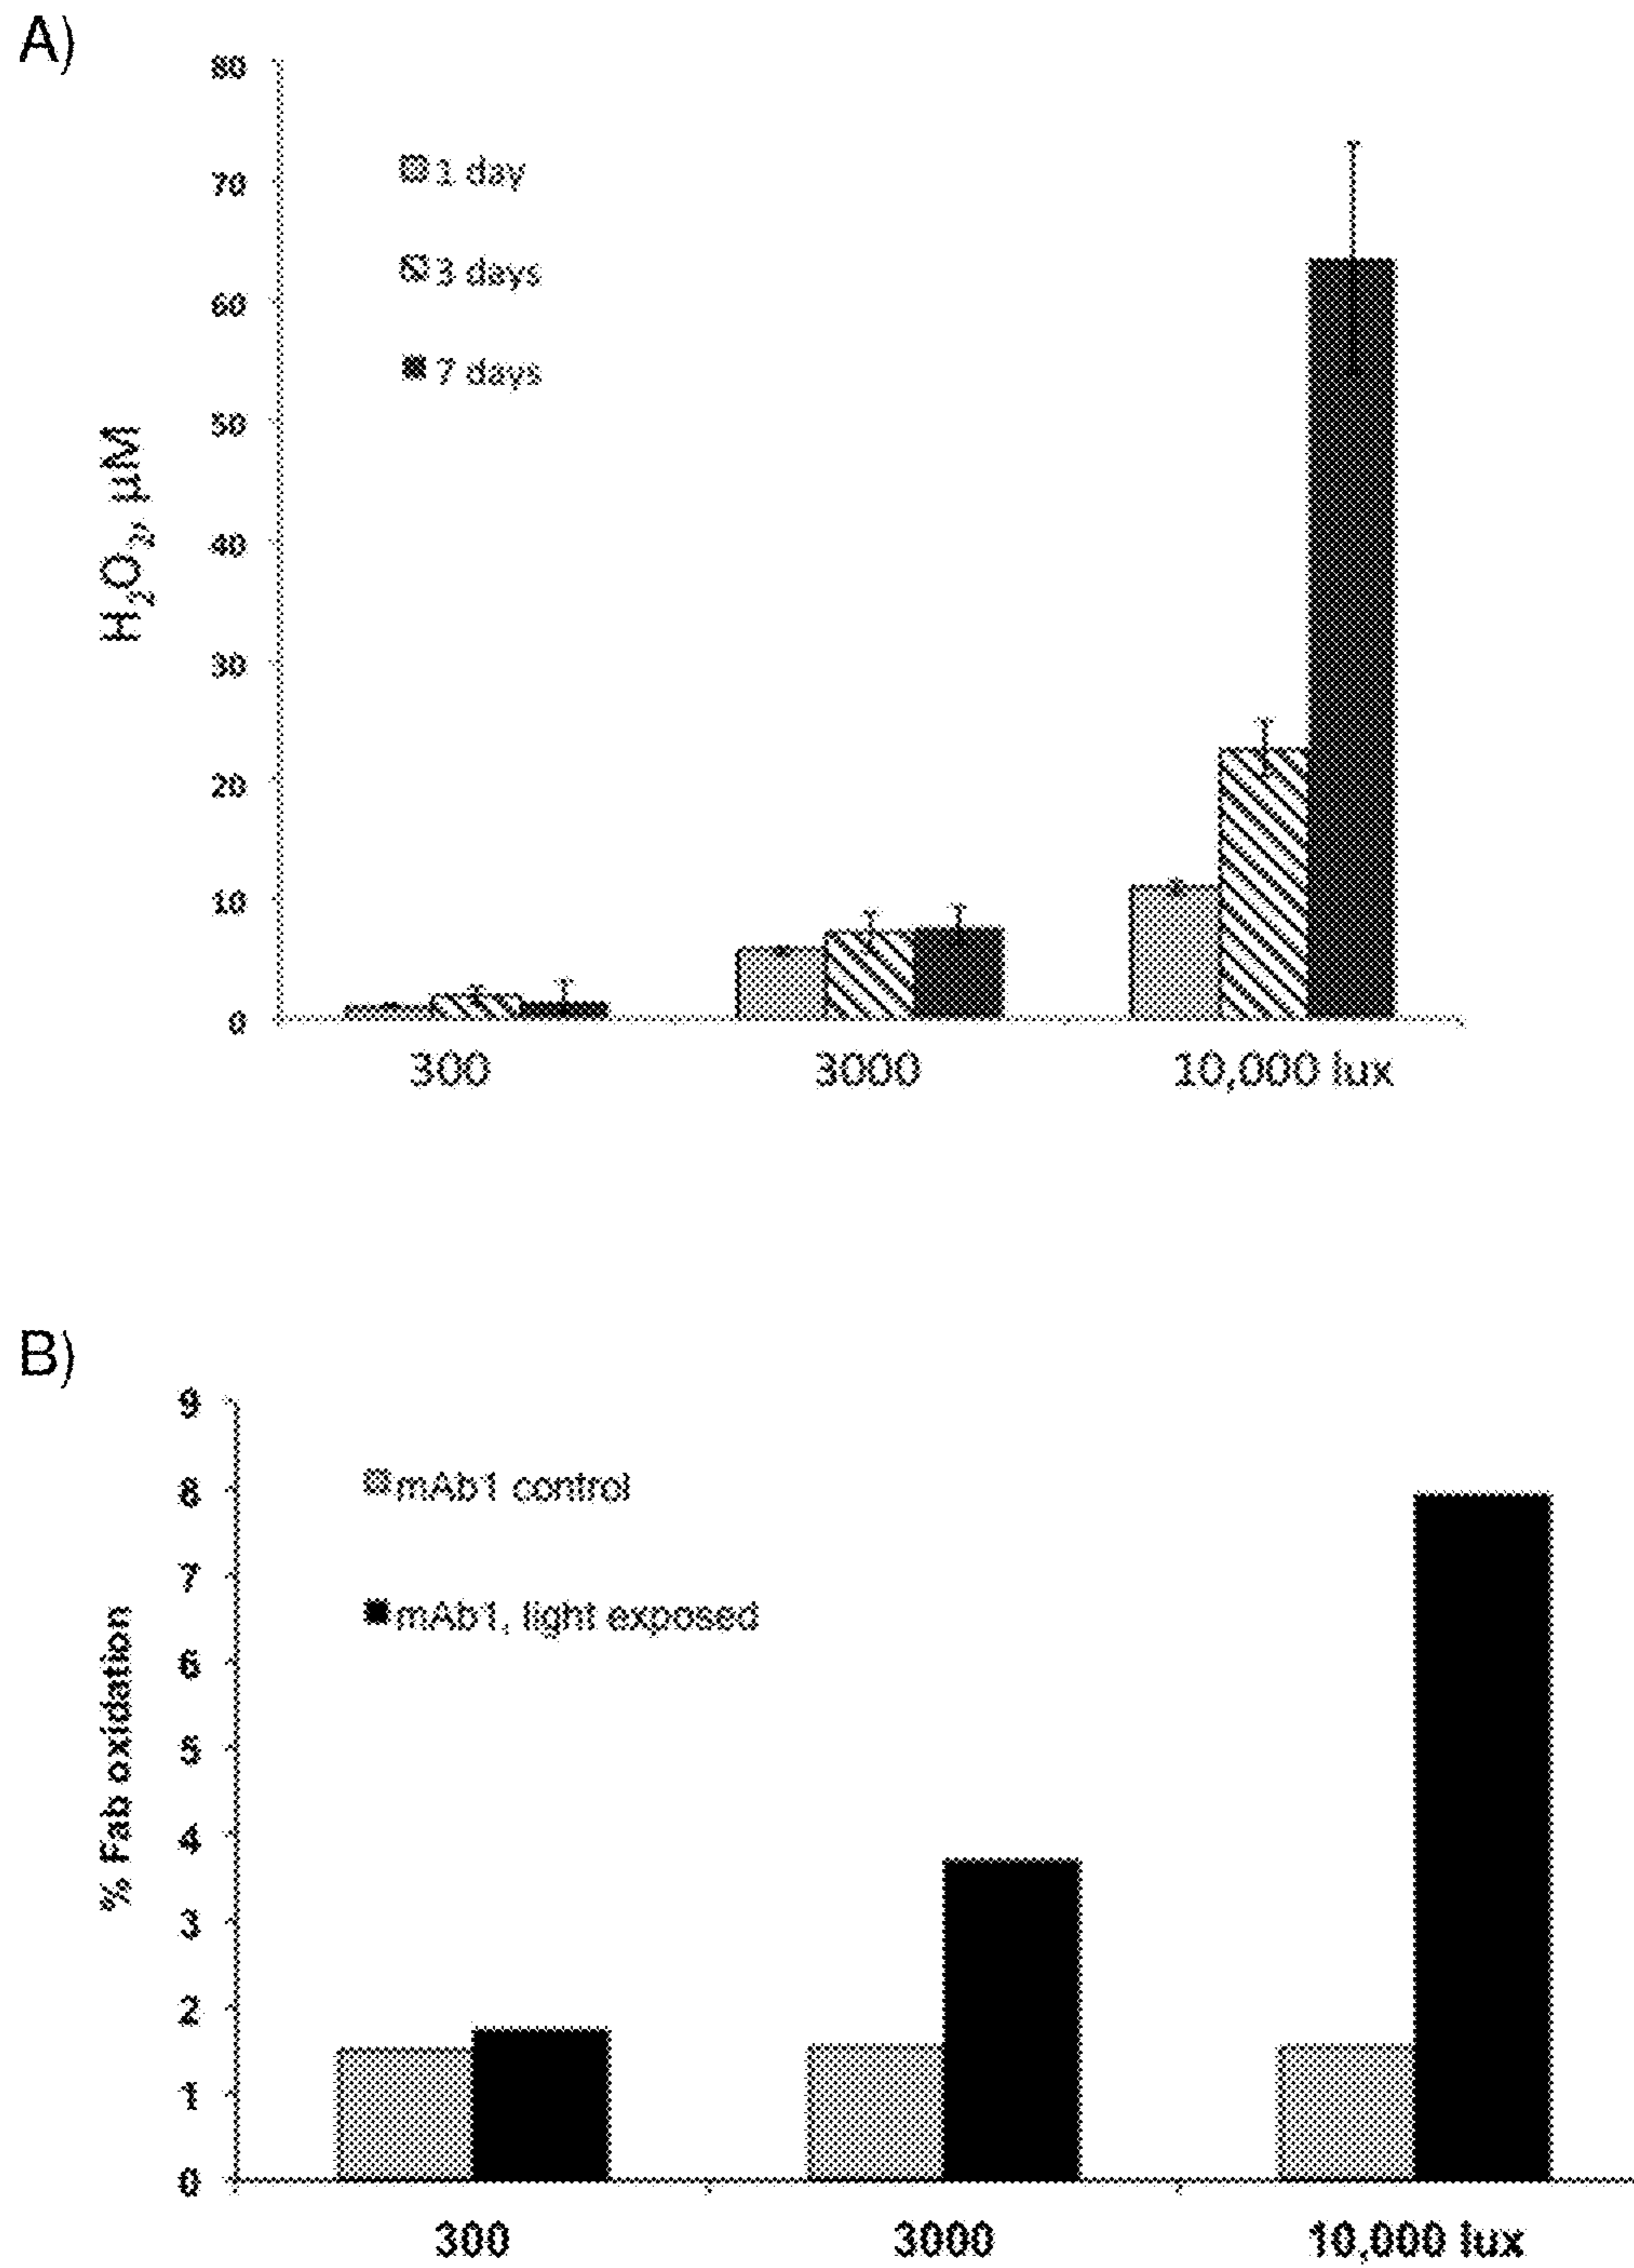 A)
80
70
60
50
40
30
20
10
0
H₂O₂, µM
1 day
3 days
7 days
300 3000 10,000 lux
B)
9
8
7
6
5
4
3
2
1
0
% Fab oxidation
mAb1 control
mAb1, light exposed
300 3000 10,000 lux